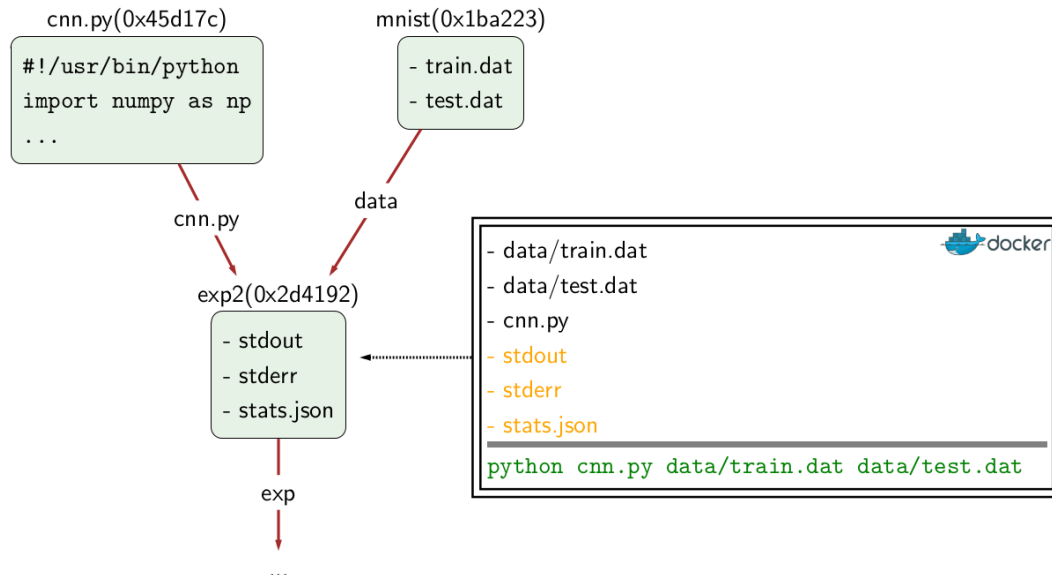 cnn.py(0x45d17c)
#!/usr/bin/python
import numpy as np
...
mnist(0x1ba223)
- train.dat
- test.dat
cnn.py
data
exp2(0x2d4192)
- stdout
- stderr
- stats.json
exp
...
docker
- data/train.dat
- data/test.dat
- cnn.py
- stdout
- stderr
- stats.json
python cnn.py data/train.dat data/test.dat